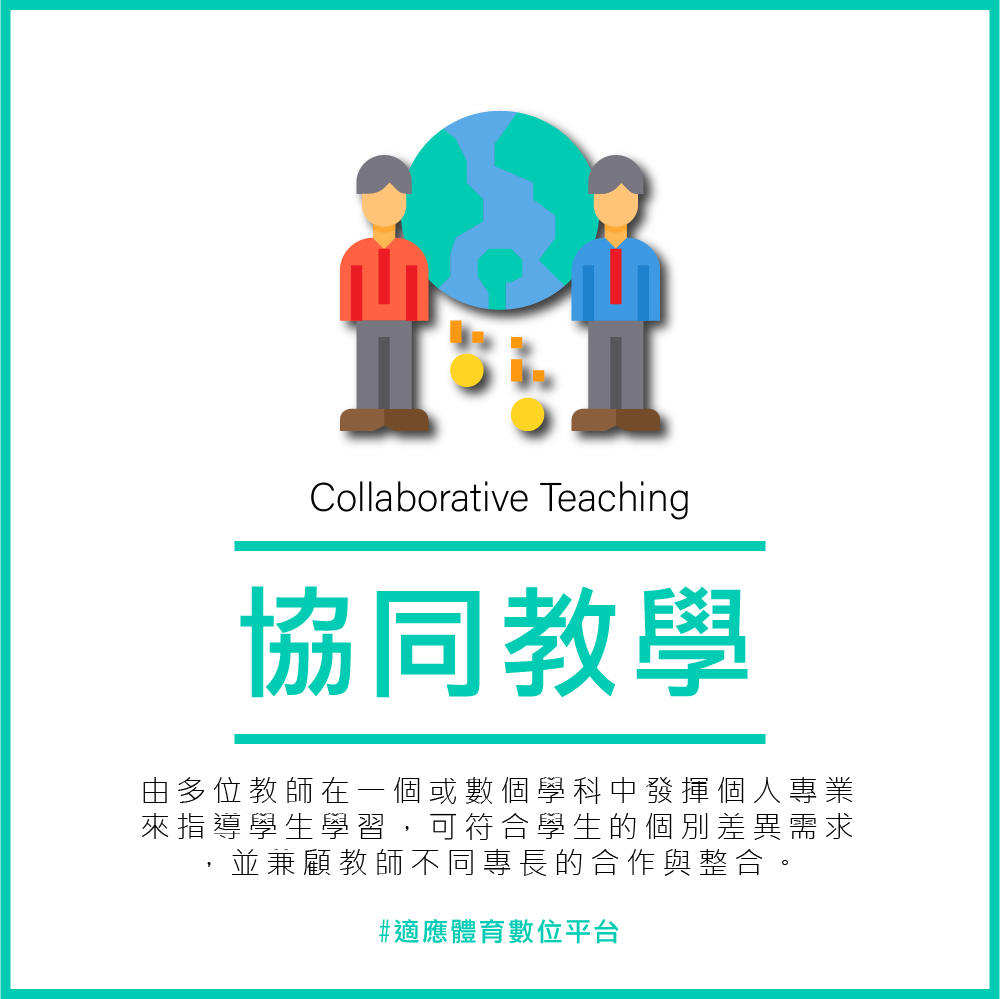 Collaborative Teaching
協同教學
由多位教師在一個或數個學科中發揮個人專業
來指導學生學習，可符合學生的個別差異需求
，並兼顧教師不同專長的合作與整合。
#適應體育數位平台